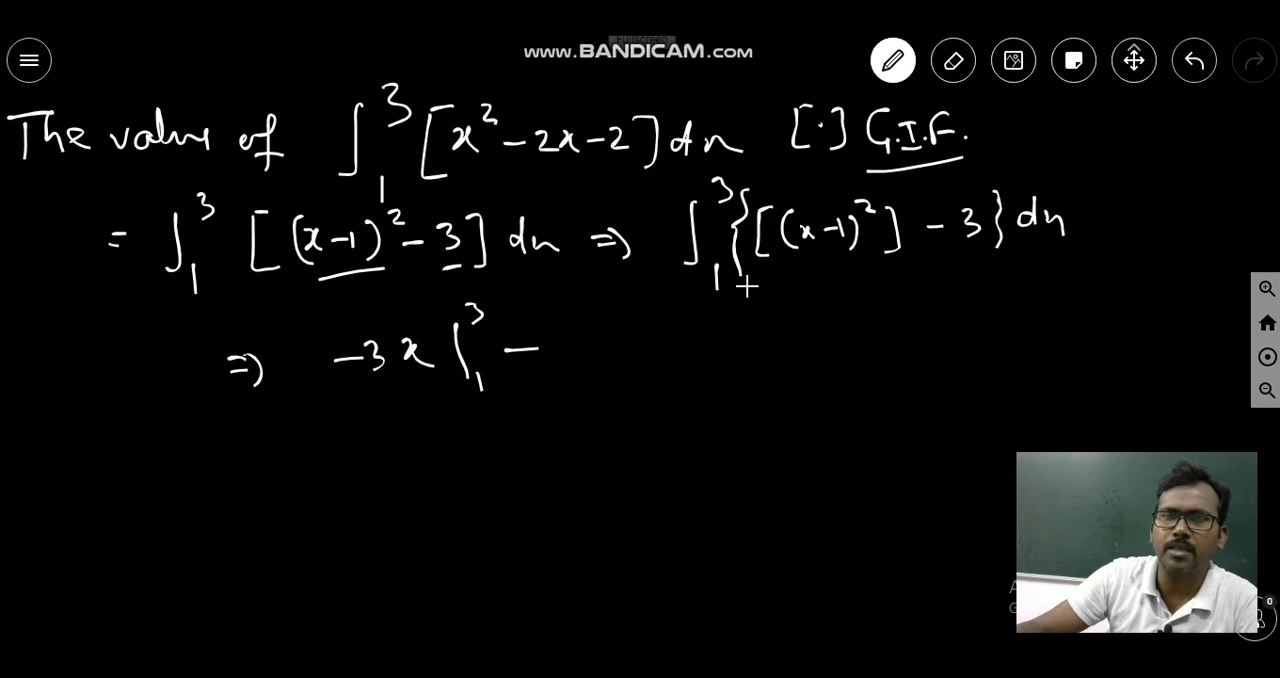 www.BANDICAM.com
The value of ∫₁³ [x² - 2x - 2] dx [·] G.I.F.
= ∫₁³ [(x-1)² - 3] dx ⇒ ∫₁³ {[(x-1)²] - 3} dx
⇒ -3x |₁³ -
0